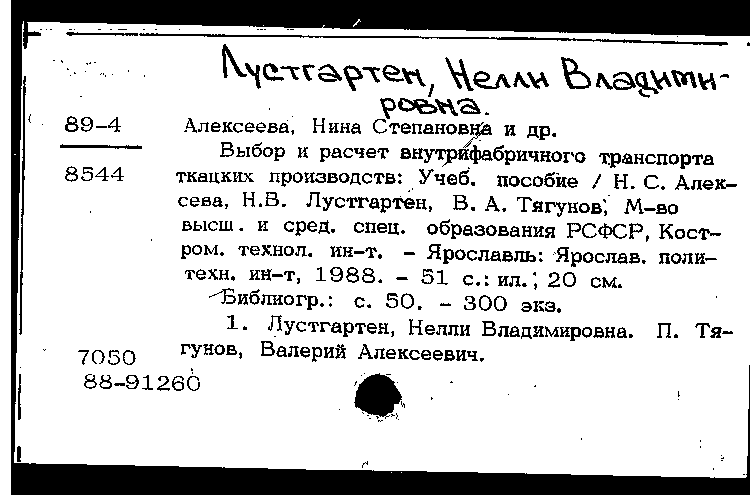 Лустгартен, Нелли Владими-
ровна.
89-4
8544
Алексеева, Нина Степановна и др.
Выбор и расчет внутрифабричного транспорта
ткацких производств: Учеб. пособие / Н. С. Алек-
сева, Н.В. Лустгартен, В. А. Тягунов; М-во
высш. и сред. спец. образования РСФСР, Кост-
ром. технол. ин-т. - Ярославль: Ярослав. поли-
техн. ин-т, 1988. - 51 с.: ил.; 20 см.
Библиогр.: с. 50. - 300 экз.
1. Лустгартен, Нелли Владимировна. П. Тя-
гунов, Валерий Алексеевич.
7050
88-91260